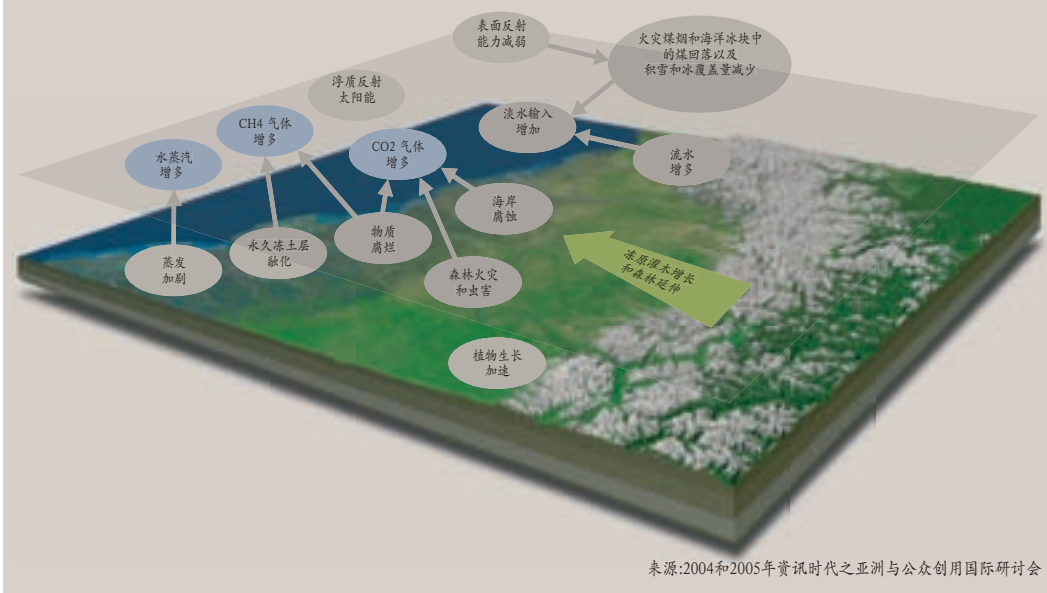 表面反射
能力减弱
火灾煤烟和海洋冰块中
的煤回落以及
积雪和冰覆盖量减少
浮质反射
太阳能
CH4 气体
增多
淡水输入
增加
水蒸汽
增多
CO2 气体
增多
流水
增多
海岸
腐蚀
物质
腐烂
永久冻土层
融化
蒸发
加剧
森林火灾
和虫害
冻原灌木增长
和森林延伸
植物生长
加速
来源:2004和2005年资讯时代之亚洲与公众创用国际研讨会